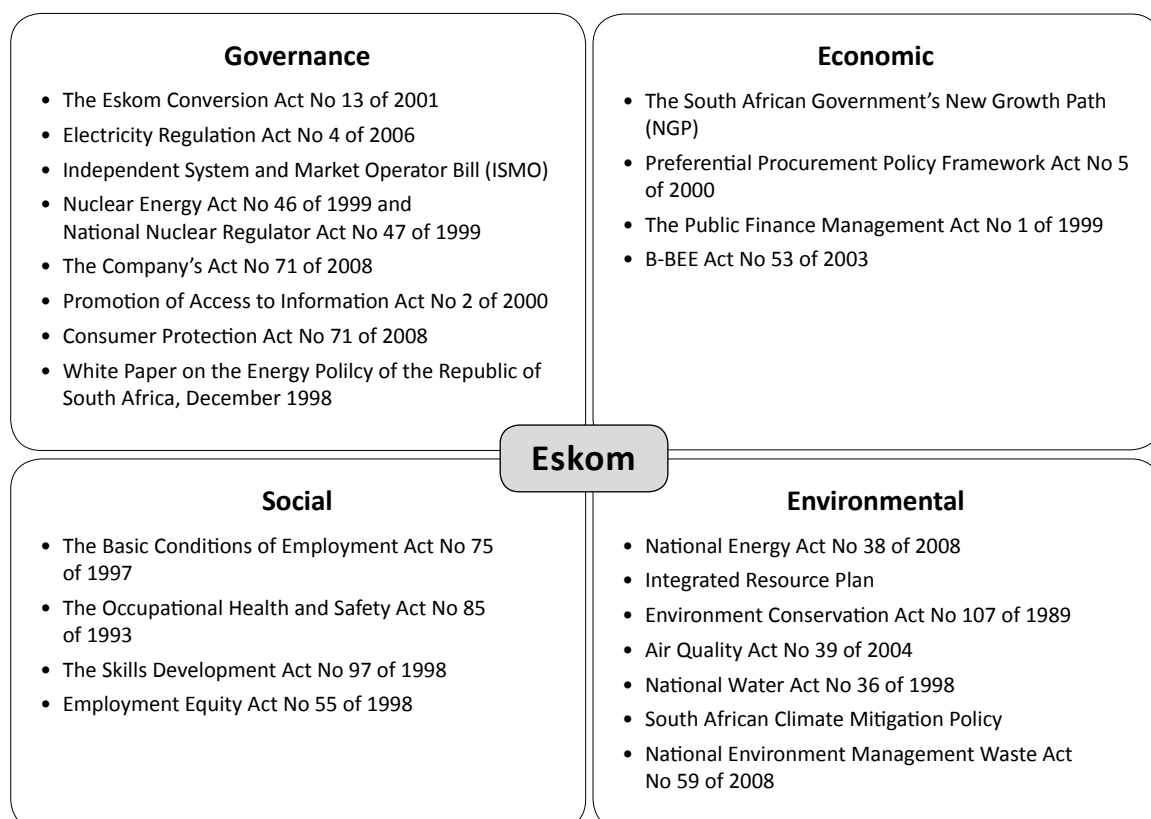 Governance
• The Eskom Conversion Act No 13 of 2001
• Electricity Regulation Act No 4 of 2006
• Independent System and Market Operator Bill (ISMO)
• Nuclear Energy Act No 46 of 1999 and
National Nuclear Regulator Act No 47 of 1999
• The Company's Act No 71 of 2008
• Promotion of Access to Information Act No 2 of 2000
• Consumer Protection Act No 71 of 2008
• White Paper on the Energy Polilcy of the Republic of
South Africa, December 1998
Economic
• The South African Government's New Growth Path
(NGP)
• Preferential Procurement Policy Framework Act No 5
of 2000
• The Public Finance Management Act No 1 of 1999
• B-BEE Act No 53 of 2003
Eskom
Social
• The Basic Conditions of Employment Act No 75
of 1997
• The Occupational Health and Safety Act No 85
of 1993
• The Skills Development Act No 97 of 1998
• Employment Equity Act No 55 of 1998
Environmental
• National Energy Act No 38 of 2008
• Integrated Resource Plan
• Environment Conservation Act No 107 of 1989
• Air Quality Act No 39 of 2004
• National Water Act No 36 of 1998
• South African Climate Mitigation Policy
• National Environment Management Waste Act
No 59 of 2008